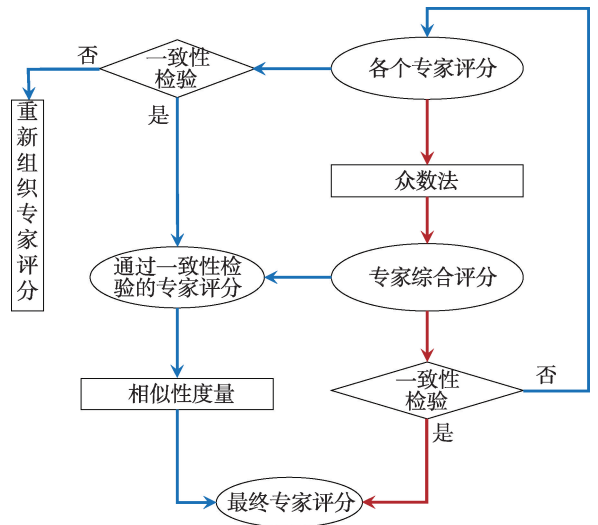 否
一致性
检验
各个专家评分
是
重新组织专家评分
众数法
通过一致性检
验的专家评分
专家综合评分
一致性
检验
否
相似性度量
是
最终专家评分